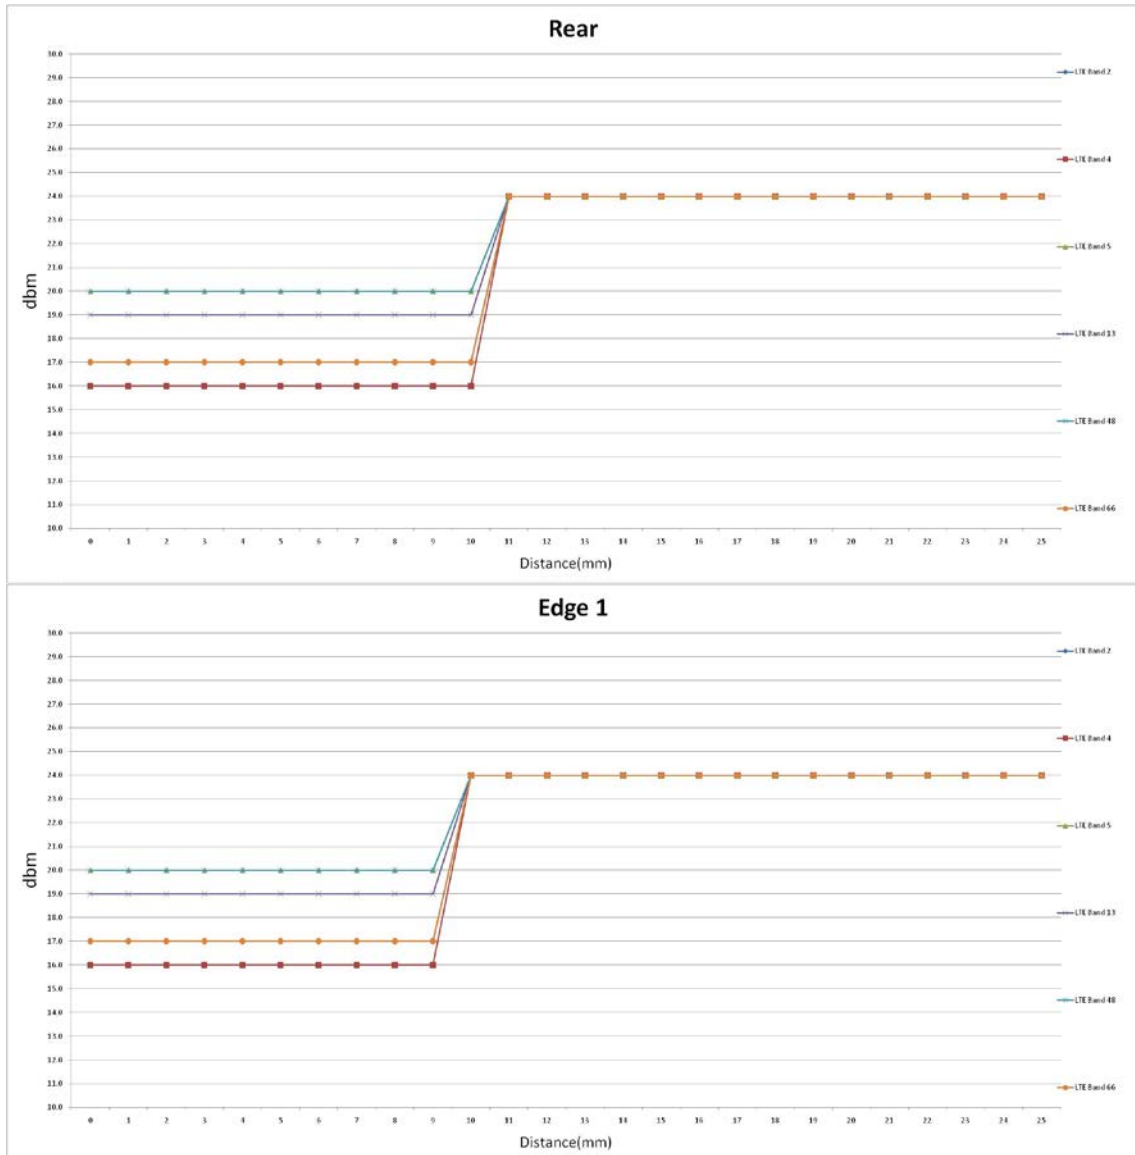 Rear
30.0
29.0
28.0
27.0
26.0
25.0
24.0
23.0
22.0
21.0
20.0
19.0
18.0
17.0
16.0
15.0
14.0
13.0
12.0
11.0
10.0
dbm
0 1 2 3 4 5 6 7 8 9 10 11 12 13 14 15 16 17 18 19 20 21 22 23 24 25
Distance(mm)
LTE Band 2
LTE Band 4
LTE Band 5
LTE Band 13
LTE Band 48
LTE Band 66
Edge 1
30.0
29.0
28.0
27.0
26.0
25.0
24.0
23.0
22.0
21.0
20.0
19.0
18.0
17.0
16.0
15.0
14.0
13.0
12.0
11.0
10.0
dbm
0 1 2 3 4 5 6 7 8 9 10 11 12 13 14 15 16 17 18 19 20 21 22 23 24 25
Distance(mm)
LTE Band 2
LTE Band 4
LTE Band 5
LTE Band 13
LTE Band 48
LTE Band 66